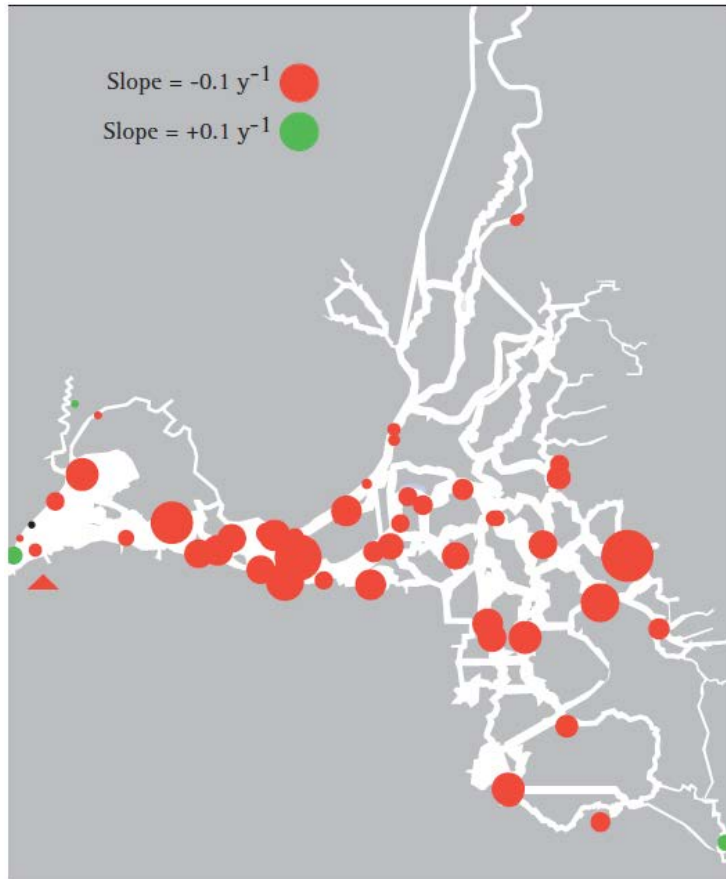 Slope = -0.1 y⁻¹
Slope = +0.1 y⁻¹